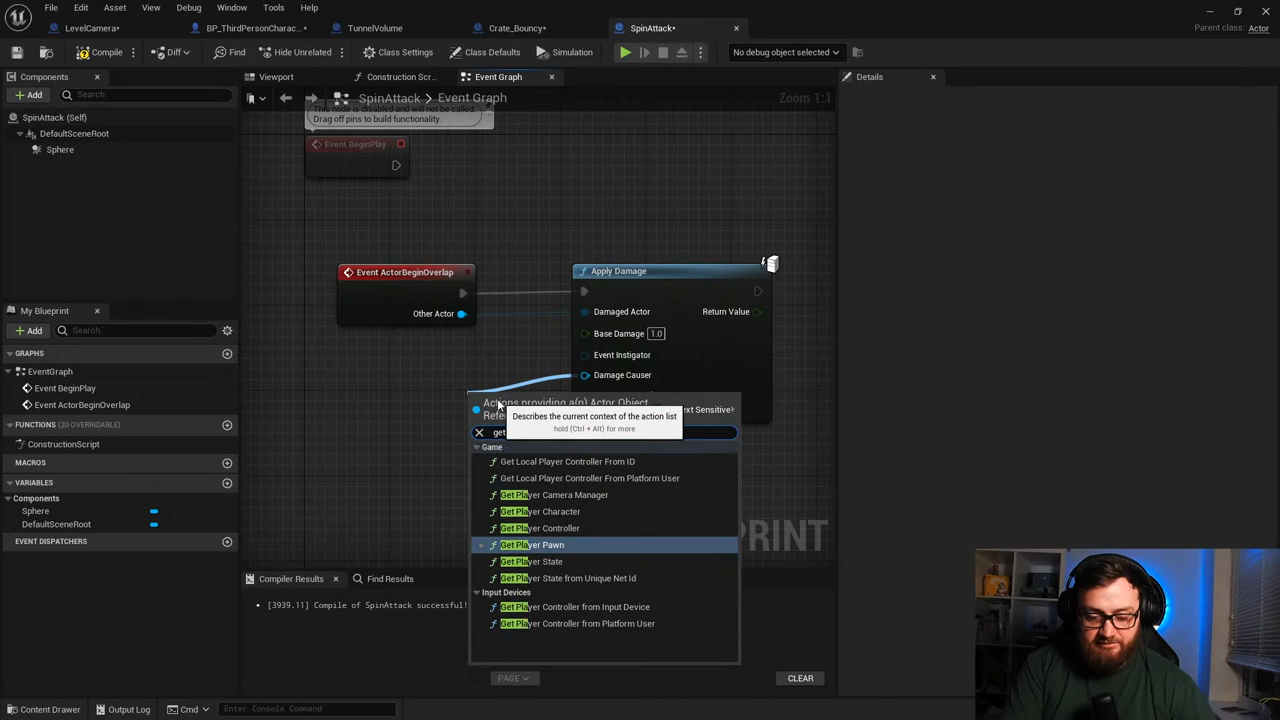 File Edit Asset View Debug Window Tools Help
LevelCamera* BP_ThirdPersonCharac...* TunnelVolume Crate_Bouncy* SpinAttack* Parent class: Actor
Compile Diff Find Hide Unrelated Class Settings Class Defaults Simulation No debug object selected
Components Viewport Construction Scr... Event Graph Details
Add Search SpinAttack > Event Graph Zoom 1:1
This node is disabled and will not be called.
Drag off pins to build functionality.
SpinAttack (Self)
DefaultSceneRoot
Sphere
Event BeginPlay
Event ActorBeginOverlap
Other Actor
Apply Damage
Damaged Actor Return Value
Base Damage 1.0
Event Instigator
Damage Causer
My Blueprint
Add Search
GRAPHS
EventGraph
Event BeginPlay
Event ActorBeginOverlap
FUNCTIONS (20 OVERRIDABLE)
ConstructionScript
MACROS
VARIABLES
Components
Sphere
DefaultSceneRoot
EVENT DISPATCHERS
Actions providing a(n) Actor Object
Describes the current context of the action list
hold (Ctrl + Alt) for more
get
Game
Get Local Player Controller From ID
Get Local Player Controller From Platform User
Get Player Camera Manager
Get Player Character
Get Player Controller
Get Player Pawn
Get Player State
Get Player State from Unique Net Id
Input Devices
Get Player Controller from Input Device
Get Player Controller from Platform User
Compiler Results Find Results
[3939.11] Compile of SpinAttack successful!
PAGE CLEAR
Content Drawer Output Log Cmd Enter Console Command